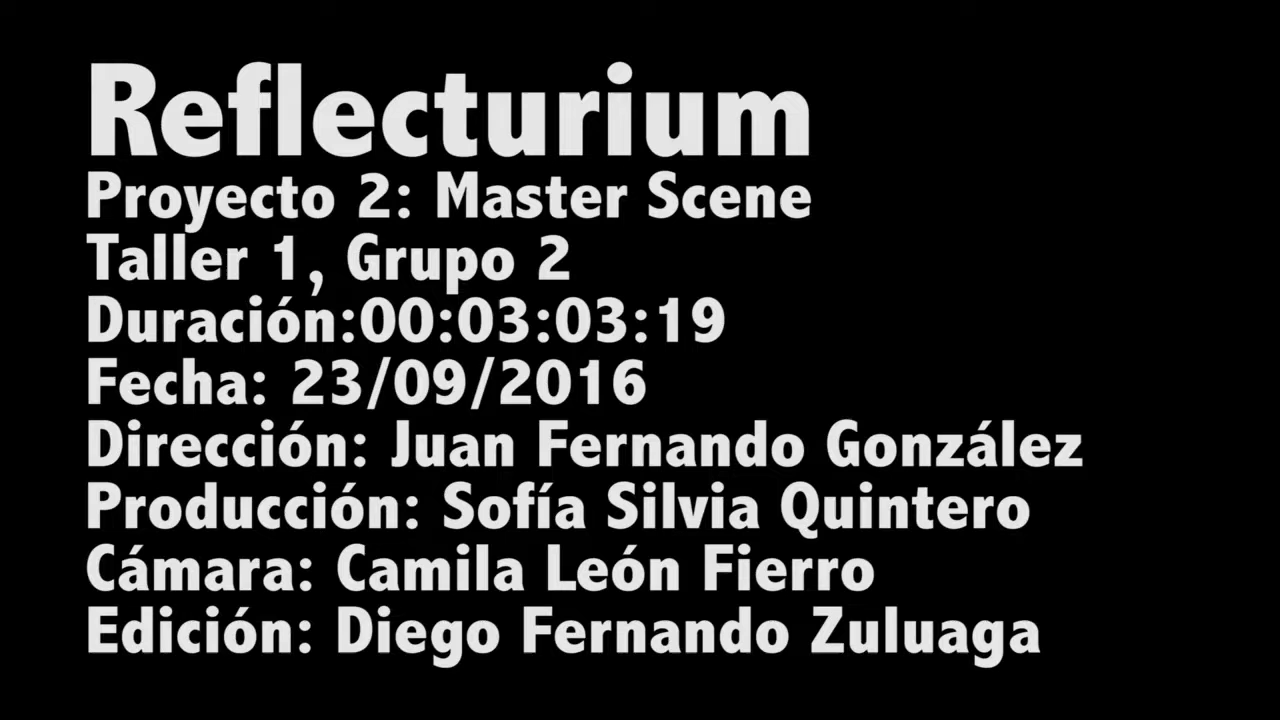 Reflecturium
Proyecto 2: Master Scene
Taller 1, Grupo 2
Duración:00:03:03:19
Fecha: 23/09/2016
Dirección: Juan Fernando González
Producción: Sofía Silvia Quintero
Cámara: Camila León Fierro
Edición: Diego Fernando Zuluaga